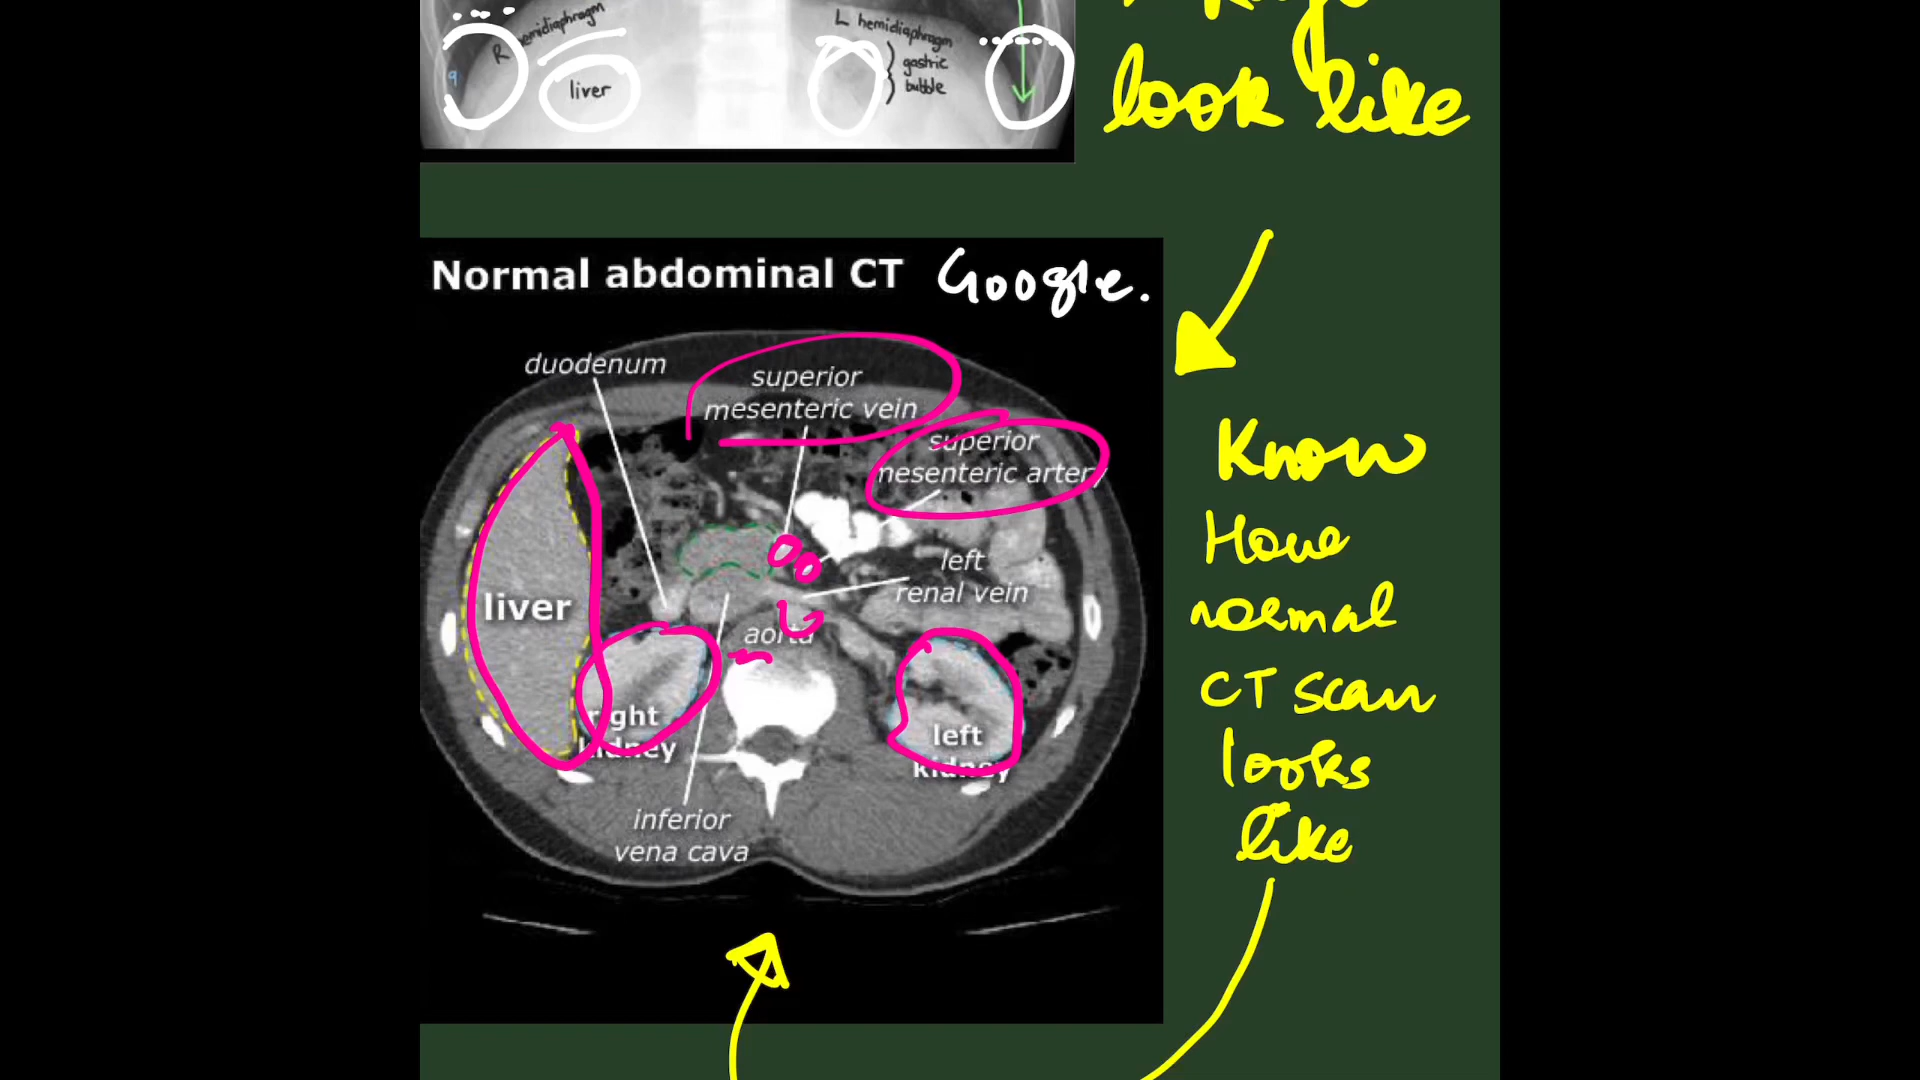 R hemidiaphragm
L hemidiaphragm
gastric
bubble
9
liver
look like
Normal abdominal CT Google.
duodenum
superior
mesenteric vein
superior
mesenteric artery
left
renal vein
liver
aorta
right
kidney
left
kidney
inferior
vena cava
Know
How
normal
CT scan
looks
like